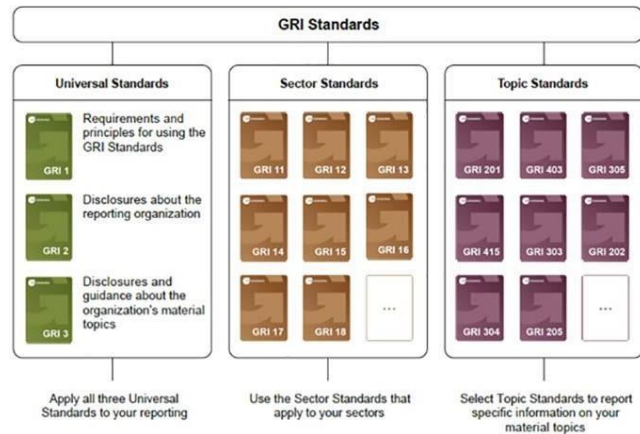 GRI Standards
Universal Standards
Requirements and
principles for using the
GRI Standards
GRI 1
Disclosures about the
reporting organization
GRI 2
Disclosures and
guidance about the
organization's material
topics
GRI 3
Apply all three Universal
Standards to your reporting
Sector Standards
GRI 11
GRI 12
GRI 13
GRI 14
GRI 15
GRI 16
GRI 17
GRI 18
...
Use the Sector Standards that
apply to your sectors
Topic Standards
GRI 201
GRI 403
GRI 305
GRI 415
GRI 303
GRI 202
GRI 304
GRI 205
...
Select Topic Standards to report
specific information on your
material topics